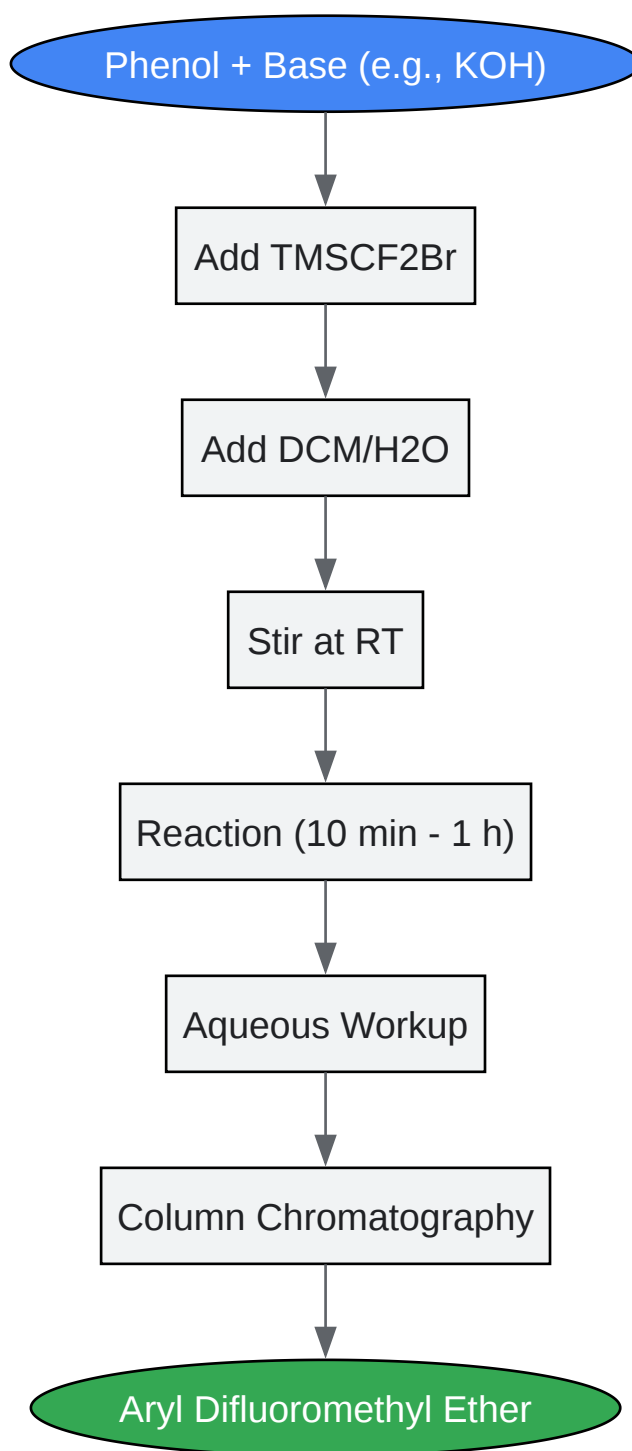 Phenol + Base (e.g., KOH)
Add TMSCF2Br
Add DCM/H2O
Stir at RT
Reaction (10 min - 1 h)
Aqueous Workup
Column Chromatography
Aryl Difluoromethyl Ether